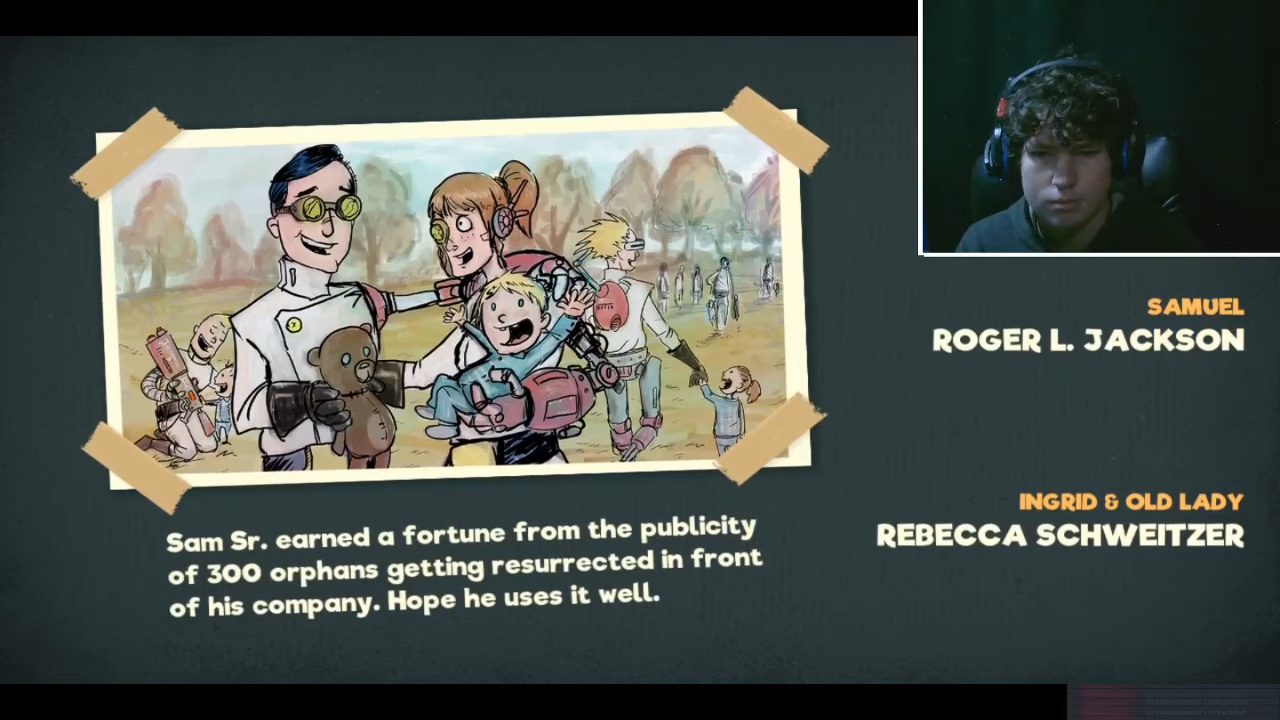 SAMUEL
ROGER L. JACKSON
INGRID & OLD LADY
REBECCA SCHWEITZER
Sam Sr. earned a fortune from the publicity
of 300 orphans getting resurrected in front
of his company. Hope he uses it well.